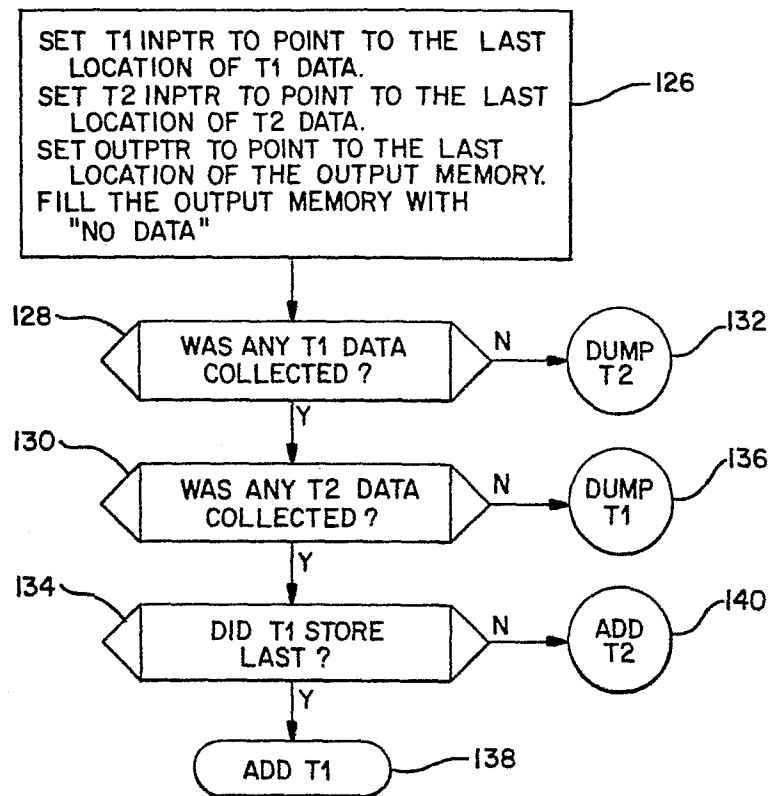 SET T1 INPTR TO POINT TO THE LAST
LOCATION OF T1 DATA.
SET T2 INPTR TO POINT TO THE LAST
LOCATION OF T2 DATA.
SET OUTPTR TO POINT TO THE LAST
LOCATION OF THE OUTPUT MEMORY.
FILL THE OUTPUT MEMORY WITH
"NO DATA"
126
128
WAS ANY T1 DATA
COLLECTED ?
N
DUMP
T2
132
Y
130
WAS ANY T2 DATA
COLLECTED ?
N
DUMP
T1
136
Y
134
DID T1 STORE
LAST ?
N
ADD
T2
140
Y
ADD T1
138